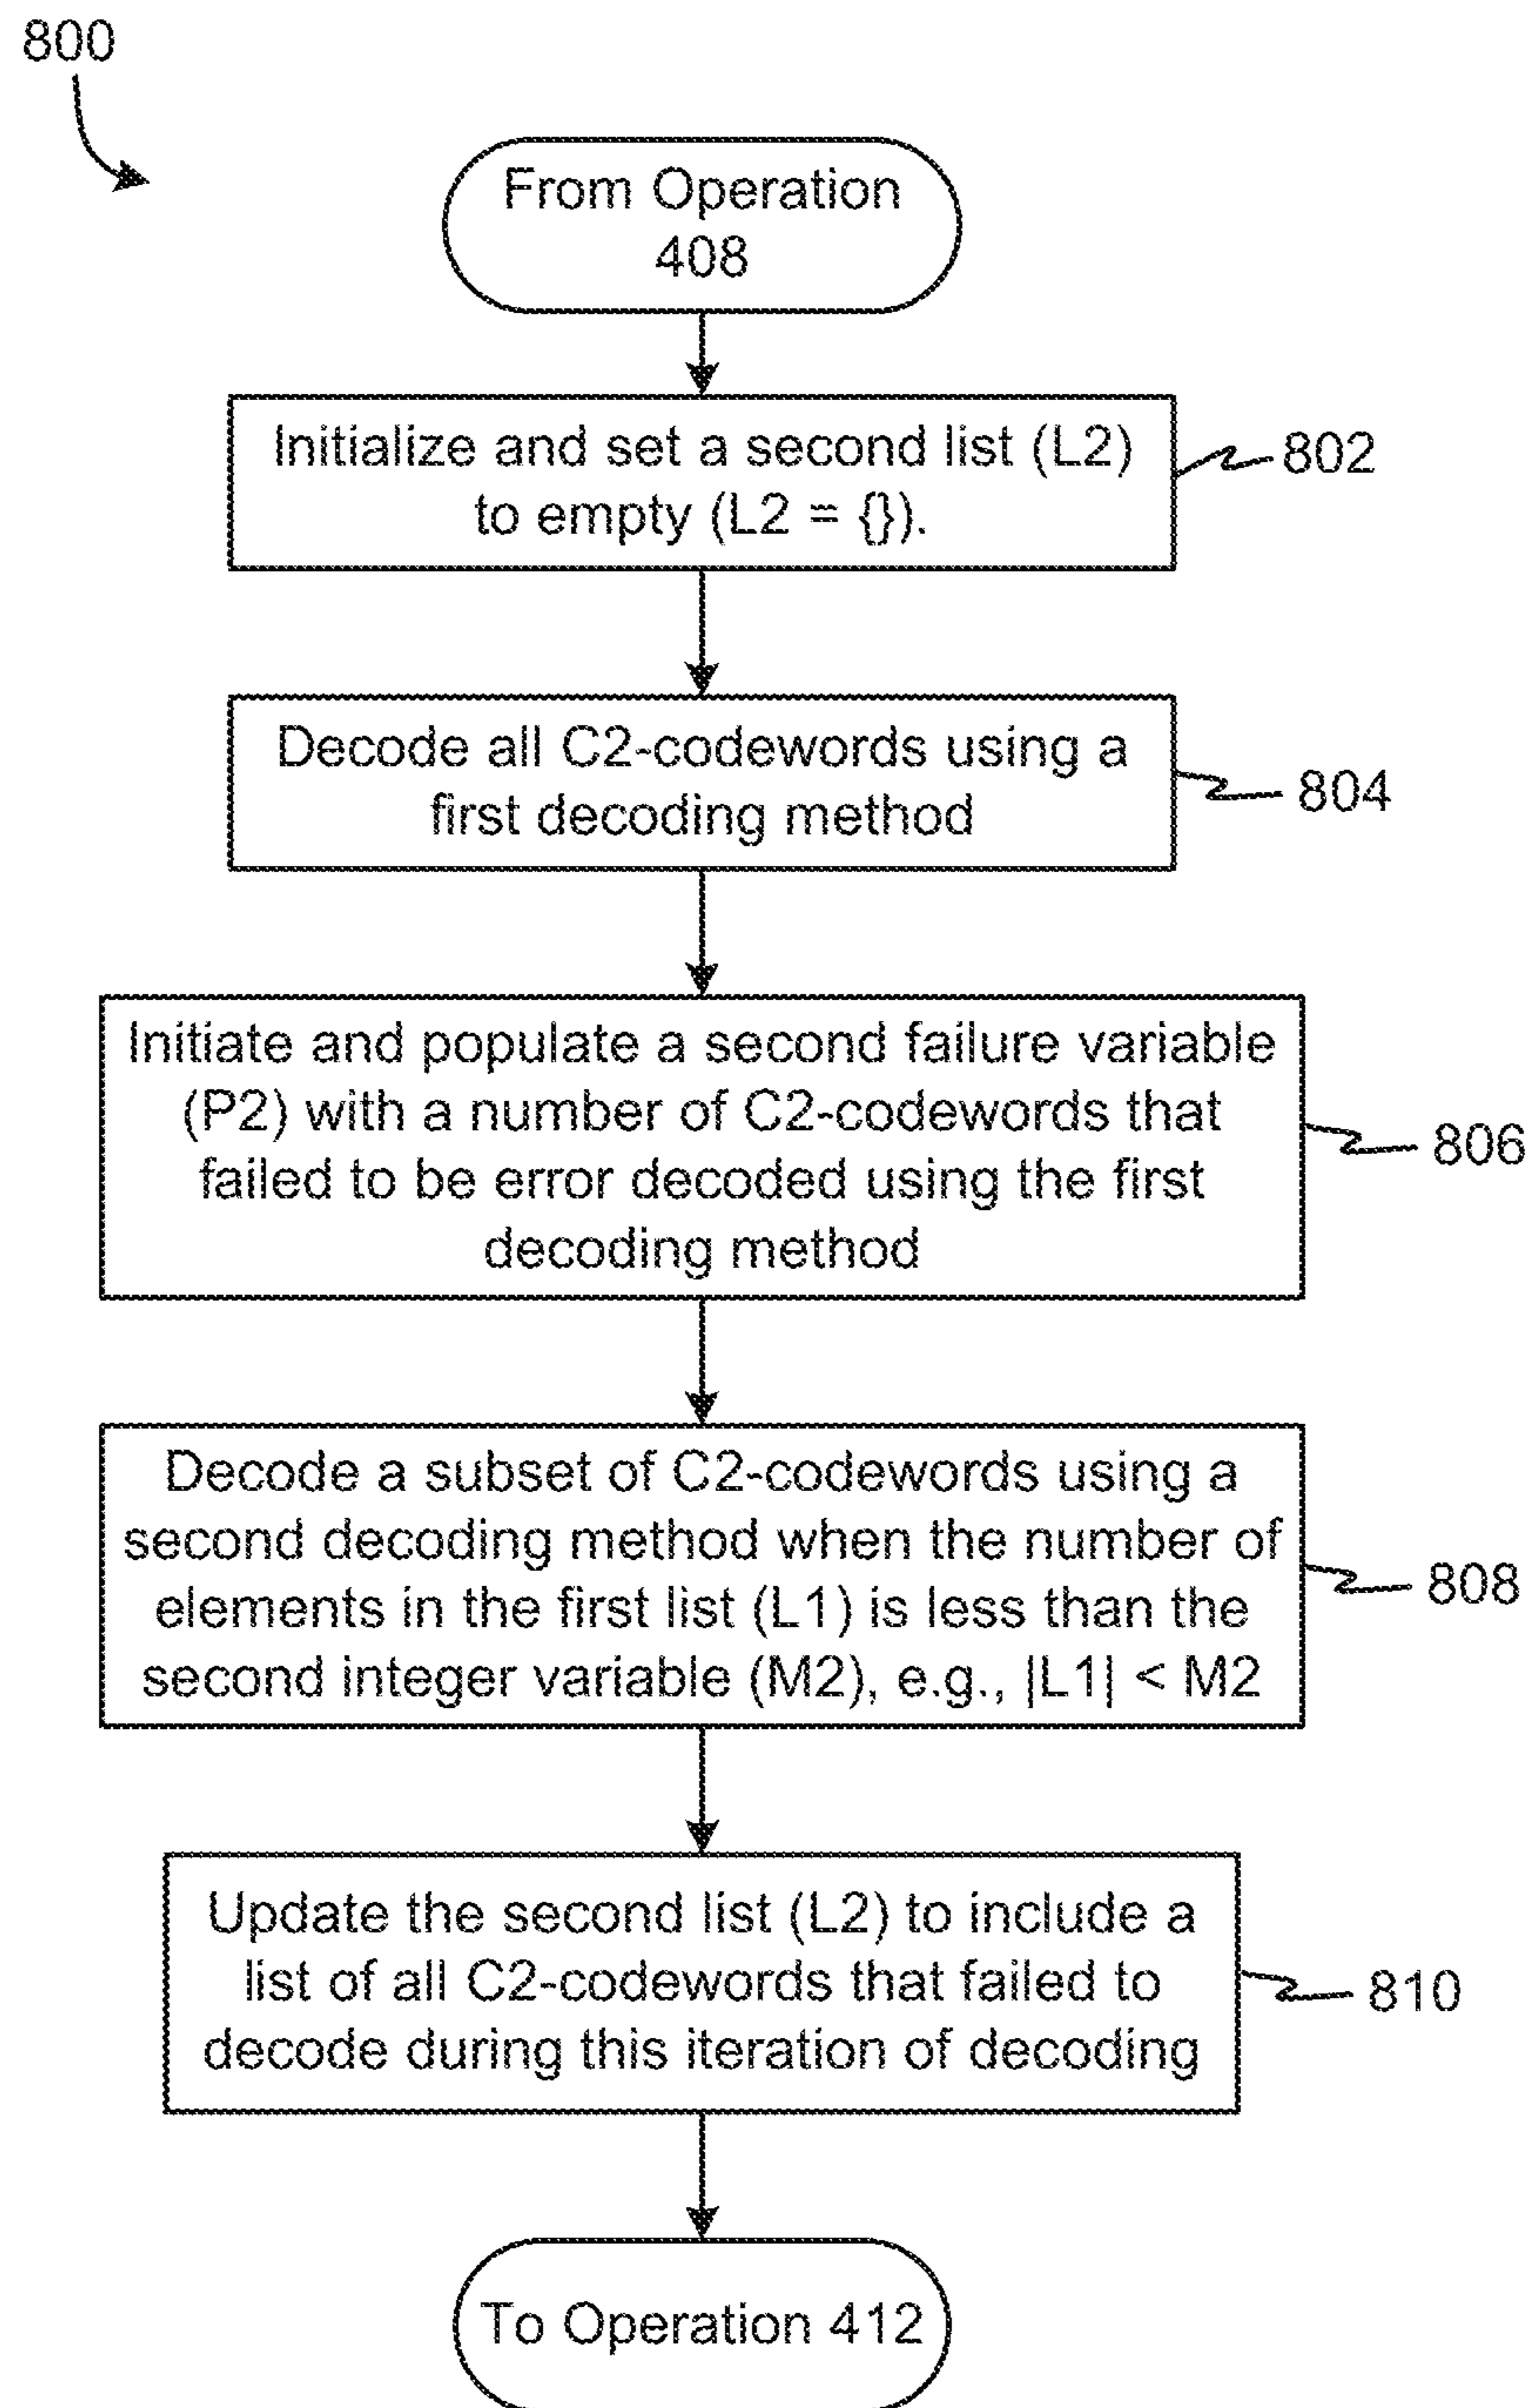 800
From Operation
408
Initialize and set a second list (L2)
to empty (L2 = {}).
802
Decode all C2-codewords using a
first decoding method
804
Initiate and populate a second failure variable
(P2) with a number of C2-codewords that
failed to be error decoded using the first
decoding method
806
Decode a subset of C2-codewords using a
second decoding method when the number of
elements in the first list (L1) is less than the
second integer variable (M2), e.g., |L1| < M2
808
Update the second list (L2) to include a
list of all C2-codewords that failed to
decode during this iteration of decoding
810
To Operation 412